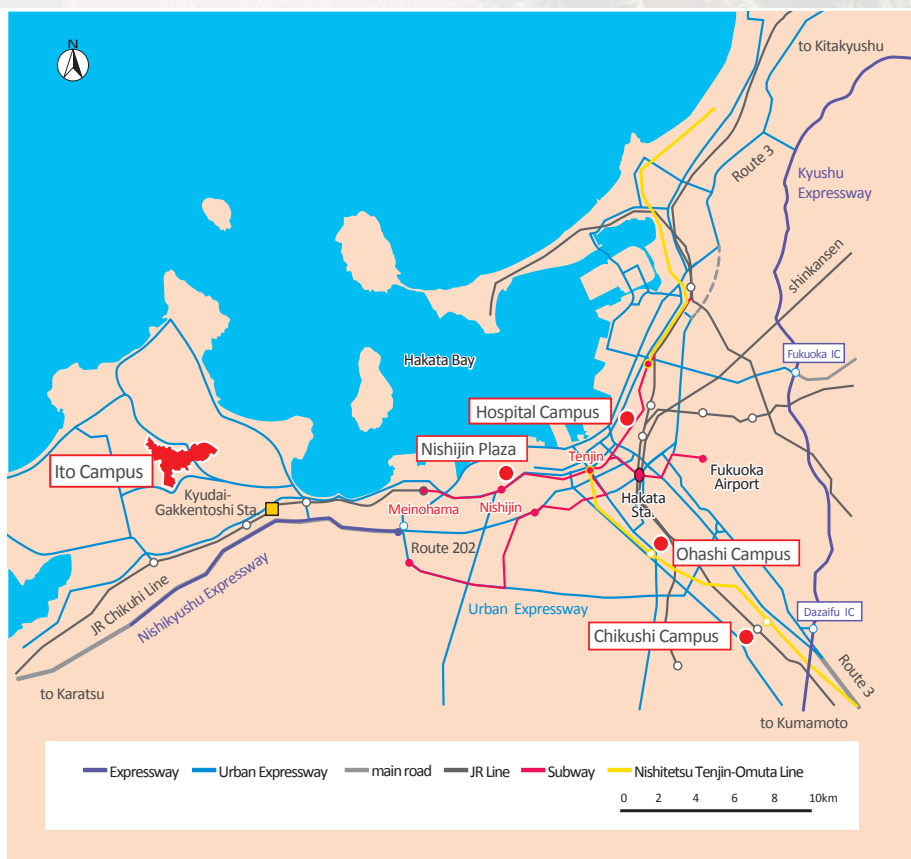 N
to Kitakyushu
Route 3
Kyushu
Expressway
shinkansen
Hakata Bay
Fukuoka IC
Hospital Campus
Nishijin Plaza
Tenjin
Ito Campus
Fukuoka
Airport
Kyudai-
Gakkentoshi Sta.
Hakata
Sta.
Meinohama
Nishijin
Route 202
Ohashi Campus
JR Chikuhi Line
Nishikyushu Expressway
Urban Expressway
Dazaifu IC
Chikushi Campus
Route 3
to Karatsu
to Kumamoto
Expressway
Urban Expressway
main road
JR Line
Subway
Nishitetsu Tenjin-Omuta Line
0 2 4 6 8 10km